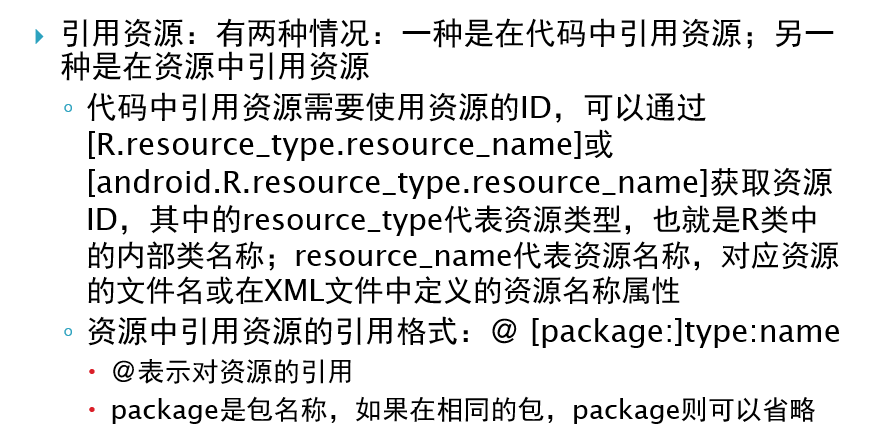 引用资源：有两种情况：一种是在代码中引用资源；另一
种是在资源中引用资源
代码中引用资源需要使用资源的ID，可以通过
[R.resource_type.resource_name]或
[android.R.resource_type.resource_name]获取资源
ID，其中的resource_type代表资源类型，也就是R类中
的内部类名称；resource_name代表资源名称，对应资源
的文件名或在XML文件中定义的资源名称属性
资源中引用资源的引用格式：@ [package:]type:name
@表示对资源的引用
package是包名称，如果在相同的包，package则可以省略